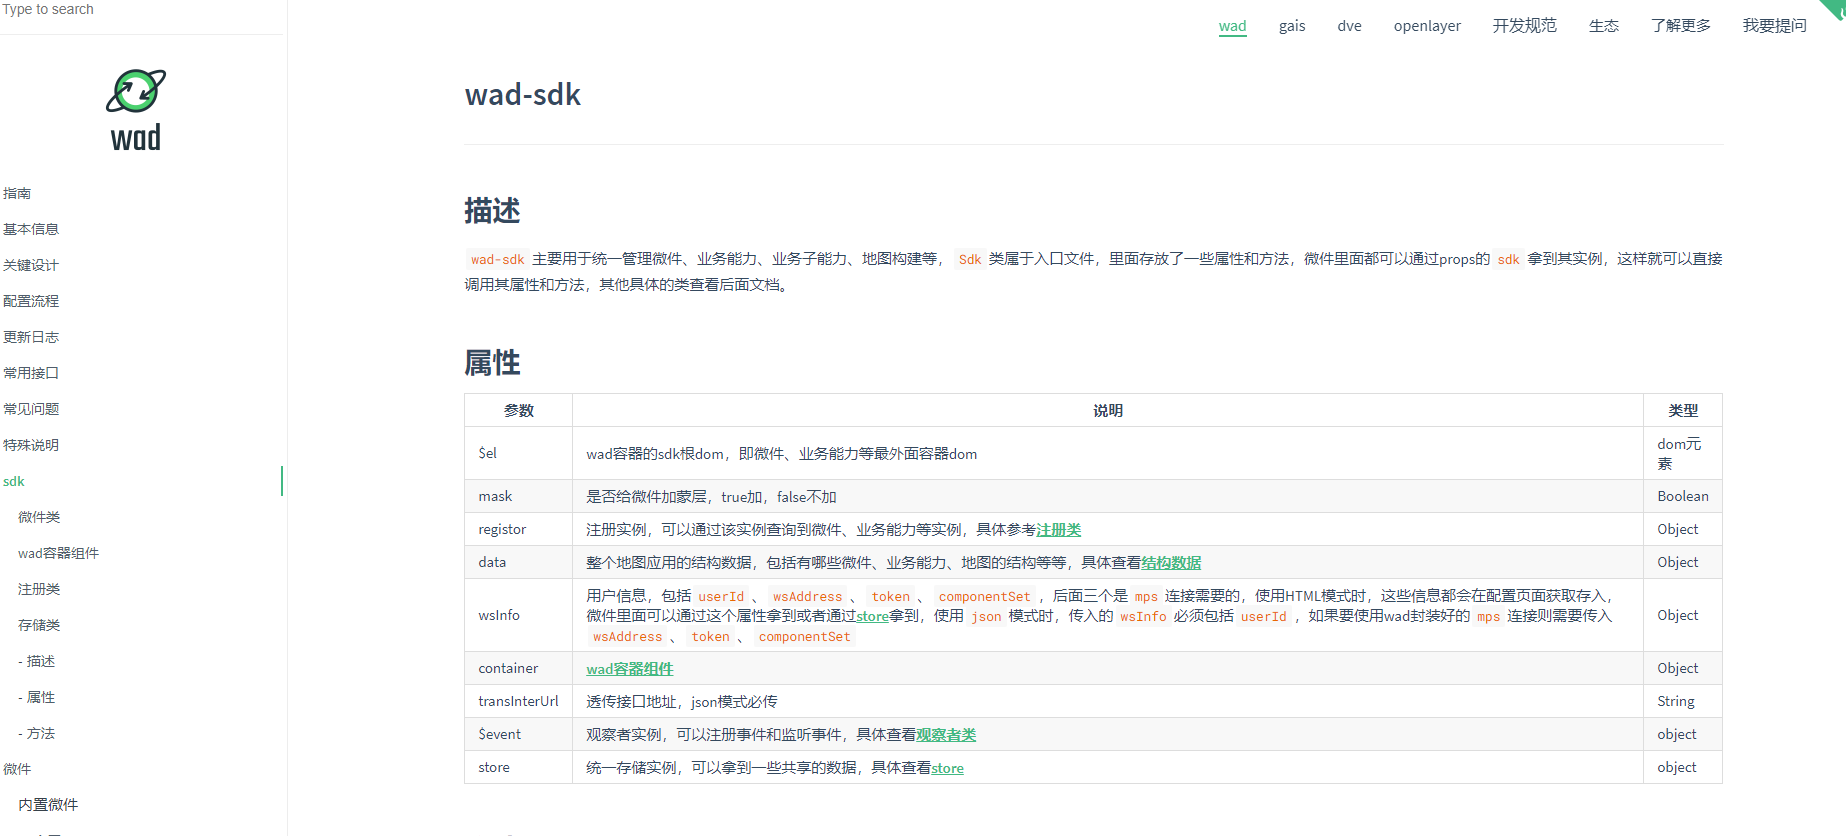 Type to search
wad
指南
基本信息
关键设计
配置流程
更新日志
常用接口
常见问题
特殊说明
sdk
微件类
wad容器组件
注册类
存储类
- 描述
- 属性
- 方法
微件
内置微件
wad gais dve openlayer 开发规范 生态 了解更多 我要提问
wad-sdk
描述
wad-sdk 主要用于统一管理微件、业务能力、业务子能力、地图构建等， Sdk 类属于入口文件，里面存放了一些属性和方法，微件里面都可以通过props的 sdk 拿到其实例，这样就可以直接
调用其属性和方法，其他具体的类查看后面文档。
属性
参数 说明 类型
$el wad容器的sdk根dom，即微件、业务能力等最外面容器dom dom元
素
mask 是否给微件加蒙层，true加，false不加 Boolean
registor 注册实例，可以通过该实例查询到微件、业务能力等实例，具体参考注册类 Object
data 整个地图应用的结构数据，包括有哪些微件、业务能力、地图的结构等等，具体查看结构数据 Object
用户信息，包括 userId 、 wsAddress 、 token 、 componentSet ，后面三个是 mps 连接需要的，使用HTML模式时，这些信息都会在配置页面获取存入，
wsInfo 微件里面可以通过这个属性拿到或者通过store拿到，使用 json 模式时，传入的 wsInfo 必须包括 userId ，如果要使用wad封装好的 mps 连接则需要传入 Object
wsAddress 、 token 、 componentSet
container wad容器组件 Object
transInterUrl 透传接口地址，json模式必传 String
$event 观察者实例，可以注册事件和监听事件，具体查看观察者类 object
store 统一存储实例，可以拿到一些共享的数据，具体查看store object